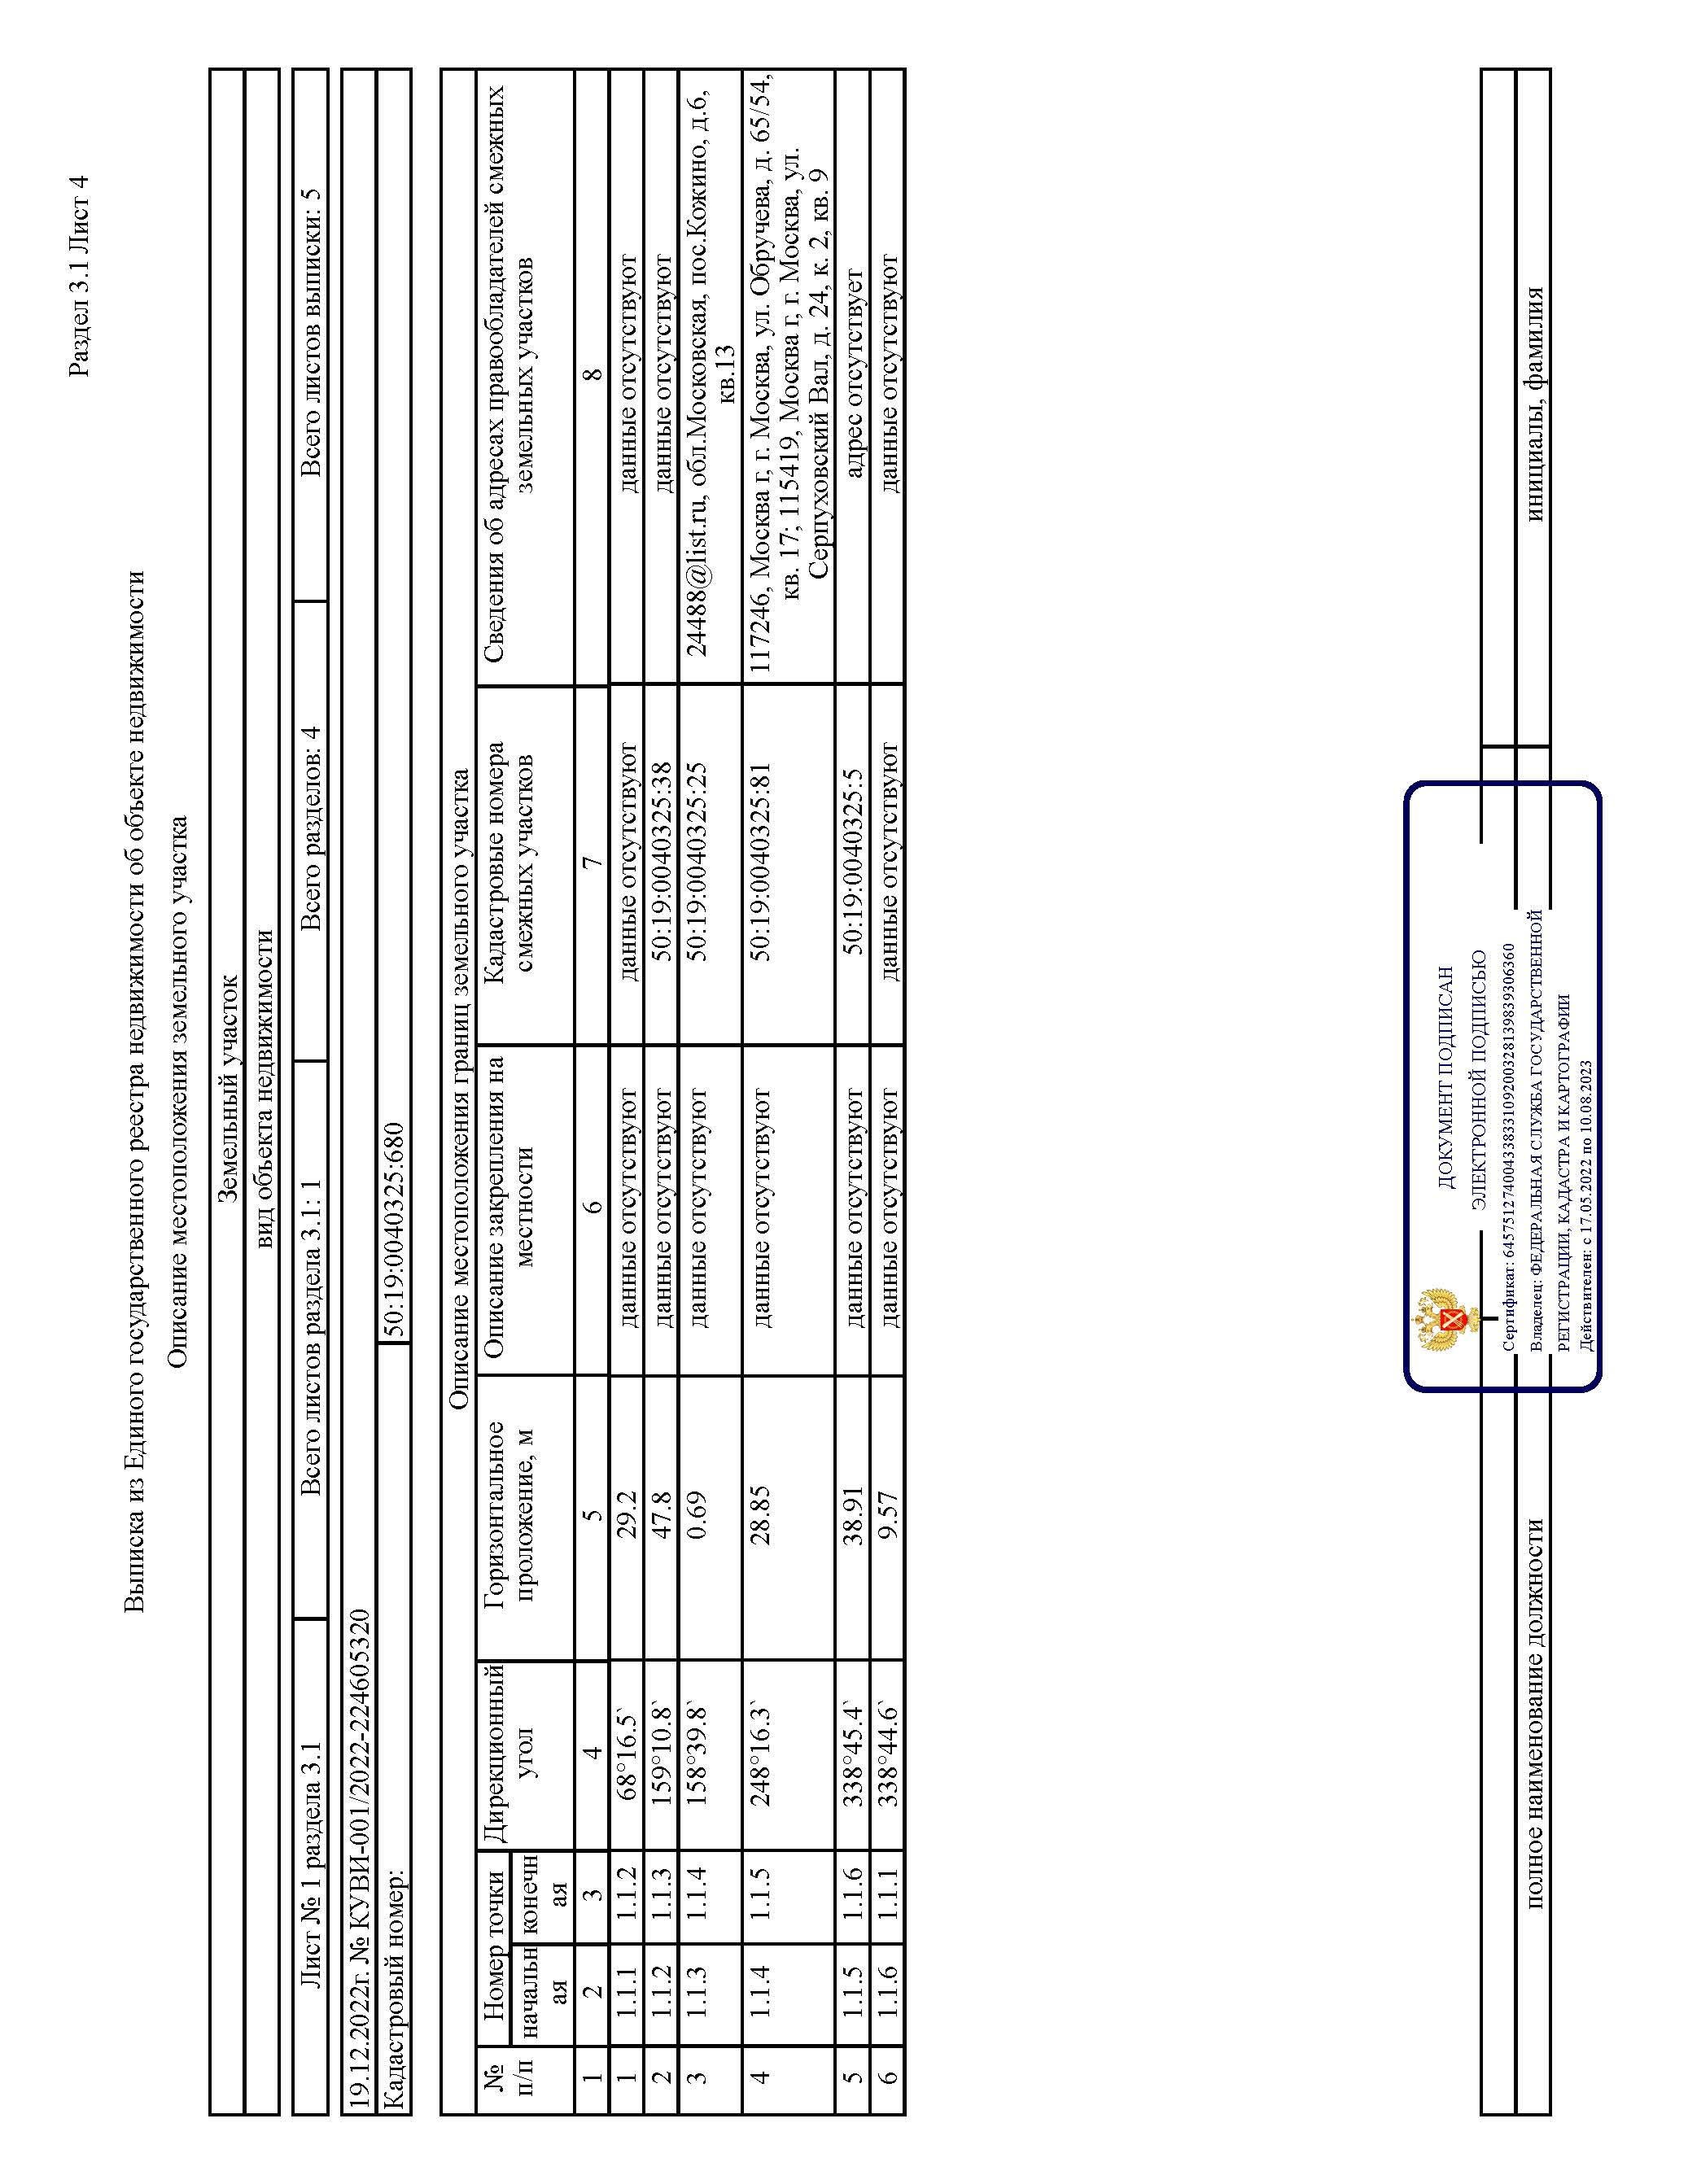 Раздел 3.1 Лист 4
Выписка из Единого государственного реестра недвижимости об объекте недвижимости
Описание местоположения земельного участка
Земельный участок
вид объекта недвижимости
Лист № 1 раздела 3.1 Всего листов раздела 3.1: 1 Всего разделов: 4 Всего листов выписки: 5
19.12.2022г. № КУВИ-001/2022-224605320
Кадастровый номер: 50:19:0040325:680
Описание местоположения границ земельного участка
№ Номер точки Дирекционный Горизонтальное Описание закрепления на Кадастровые номера Сведения об адресах правообладателей смежных
п/п начальн конечн угол проложение, м местности смежных участков земельных участков
ая ая
1 2 3 4 5 6 7 8
1 1.1.1 1.1.2 68°16.5` 29.2 данные отсутствуют данные отсутствуют данные отсутствуют
2 1.1.2 1.1.3 159°10.8` 47.8 данные отсутствуют 50:19:0040325:38 данные отсутствуют
3 1.1.3 1.1.4 158°39.8` 0.69 данные отсутствуют 50:19:0040325:25 24488@list.ru, обл.Московская, пос.Кожино, д.6,
кв.13
4 1.1.4 1.1.5 248°16.3` 28.85 данные отсутствуют 50:19:0040325:81 117246, Москва г, г. Москва, ул. Обручева, д. 65/54,
кв. 17; 115419, Москва г, г. Москва, ул.
Серпуховский Вал, д. 24, к. 2, кв. 9
5 1.1.5 1.1.6 338°45.4` 38.91 данные отсутствуют 50:19:0040325:5 адрес отсутствует
6 1.1.6 1.1.1 338°44.6` 9.57 данные отсутствуют данные отсутствуют данные отсутствуют
ДОКУМЕНТ ПОДПИСАН
ЭЛЕКТРОННОЙ ПОДПИСЬЮ
Сертификат: 64575127400433833109200328139839306360
Владелец: ФЕДЕРАЛЬНАЯ СЛУЖБА ГОСУДАРСТВЕННОЙ
РЕГИСТРАЦИИ, КАДАСТРА И КАРТОГРАФИИ
Действителен: с 17.05.2022 по 10.08.2023
полное наименование должности инициалы, фамилия